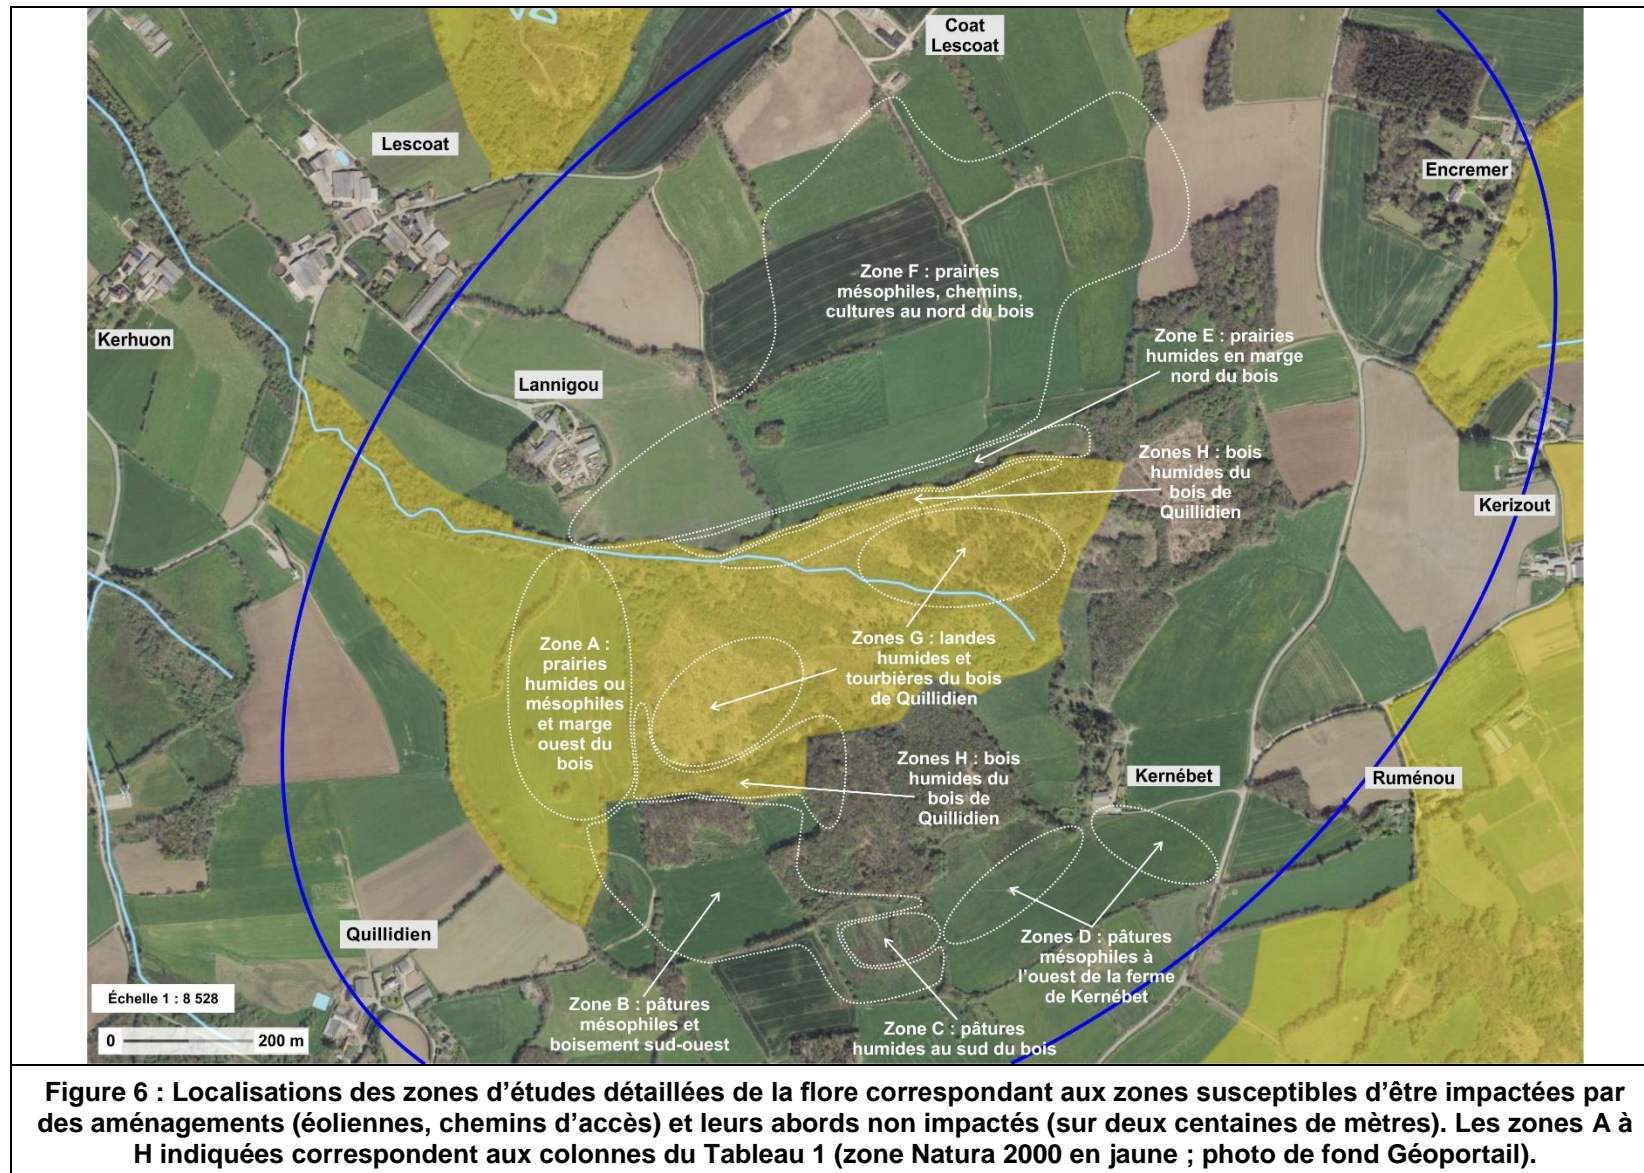 Coat
Lescoat
Lescoat
Encremer
Zone F : prairies
mésophiles, chemins,
cultures au nord du bois
Kerhuon
Zone E : prairies
humides en marge
nord du bois
Lannigou
Zones H : bois
humides du
bois de
Quillidien
Kerizout
Zone A :
prairies
humides ou
mésophiles
et marge
ouest du
bois
Zones G : landes
humides et
tourbières du bois
de Quillidien
Zones H : bois
humides du
bois de
Quillidien
Kernébet
Ruménou
Quillidien
Zones D : pâtures
mésophiles à
l'ouest de la ferme
de Kernébet
Zone B : pâtures
mésophiles et
boisement sud-ouest
Zone C : pâtures
humides au sud du bois
Échelle 1 : 8 528
0 200 m
Figure 6 : Localisations des zones d'études détaillées de la flore correspondant aux zones susceptibles d'être impactées par
des aménagements (éoliennes, chemins d'accès) et leurs abords non impactés (sur deux centaines de mètres). Les zones A à
H indiquées correspondent aux colonnes du Tableau 1 (zone Natura 2000 en jaune ; photo de fond Géoportail).